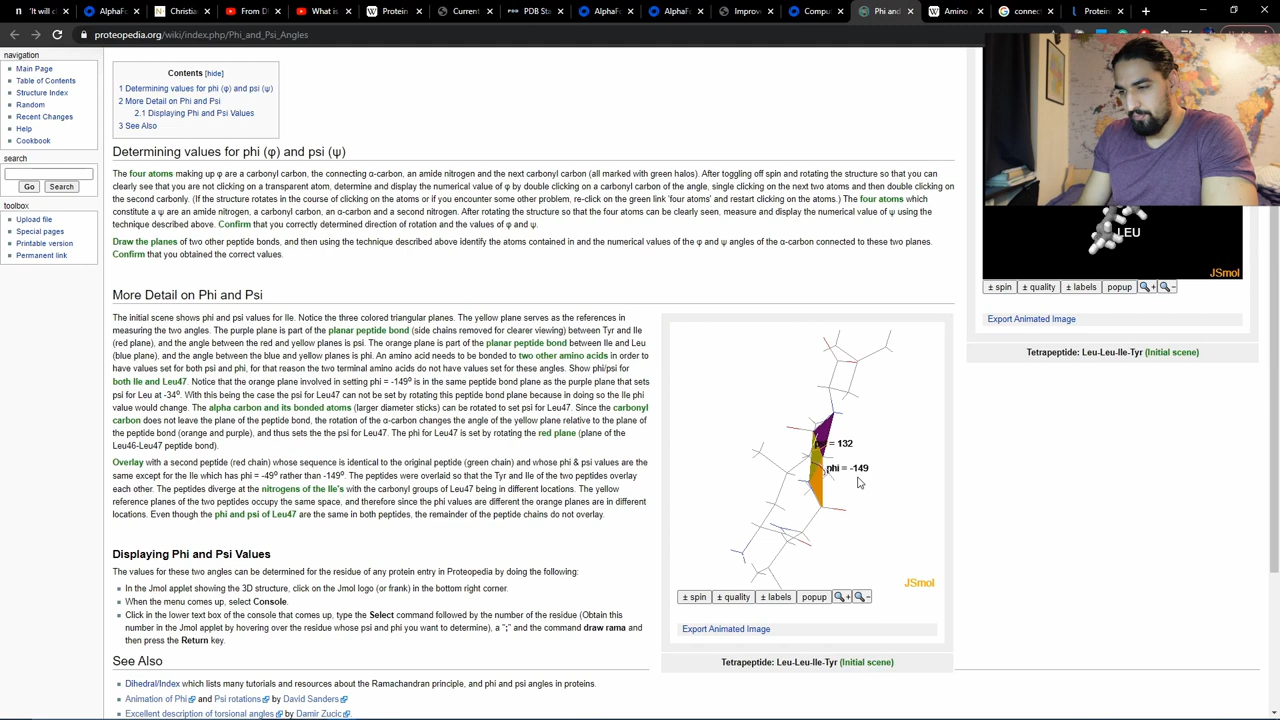 n 'It will c
AlphaFo
Christia
From D
What is
Protein
Current
PDB Sta
AlphaFo
AlphaFo
Improve
Compu
Phi and
Amino
connect
Protein
proteopedia.org/wiki/index.php/Phi_and_Psi_Angles
navigation
Main Page
Table of Contents
Structure Index
Random
Recent Changes
Help
Cookbook
search
Go Search
toolbox
Upload file
Special pages
Printable version
Permanent link
Contents [hide]
1 Determining values for phi (φ) and psi (ψ)
2 More Detail on Phi and Psi
2.1 Displaying Phi and Psi Values
3 See Also
Determining values for phi (φ) and psi (ψ)
The four atoms making up φ are a carbonyl carbon, the connecting α-carbon, an amide nitrogen and the next carbonyl carbon (all marked with green halos). After toggling off spin and rotating the structure so that you can
clearly see that you are not clicking on a transparent atom, determine and display the numerical value of φ by double clicking on a carbonyl carbon of the angle, single clicking on the next two atoms and then double clicking on
the second carbonly. (If the structure rotates in the course of clicking on the atoms or if you encounter some other problem, re-click on the green link 'four atoms' and restart clicking on the atoms.) The four atoms which
constitute a ψ are an amide nitrogen, a carbonyl carbon, an α-carbon and a second nitrogen. After rotating the structure so that the four atoms can be clearly seen, measure and display the numerical value of ψ using the
technique described above. Confirm that you correctly determined direction of rotation and the values of φ and ψ.
Draw the planes of two other peptide bonds, and then using the technique described above identify the atoms contained in and the numerical values of the φ and ψ angles of the α-carbon connected to these two planes.
Confirm that you obtained the correct values.
More Detail on Phi and Psi
The initial scene shows phi and psi values for Ile. Notice the three colored triangular planes. The yellow plane serves as the references in
measuring the two angles. The purple plane is part of the planar peptide bond (side chains removed for clearer viewing) between Tyr and Ile
(red plane), and the angle between the red and yellow planes is psi. The orange plane is part of the planar peptide bond between Ile and Leu
(blue plane), and the angle between the blue and yellow planes is phi. An amino acid needs to be bonded to two other amino acids in order to
have values set for both psi and phi, for that reason the two terminal amino acids do not have values set for these angles. Show phi/psi for
both Ile and Leu47. Notice that the orange plane involved in setting phi = -149º is in the same peptide bond plane as the purple plane that sets
psi for Leu at -34º. With this being the case the psi for Leu47 can not be set by rotating this peptide bond plane because in doing so the Ile phi
value would change. The alpha carbon and its bonded atoms (larger diameter sticks) can be rotated to set psi for Leu47. Since the carbonyl
carbon does not leave the plane of the peptide bond, the rotation of the α-carbon changes the angle of the yellow plane relative to the plane of
the peptide bond (orange and purple), and thus sets the the psi for Leu47. The phi for Leu47 is set by rotating the red plane (plane of the
Leu46-Leu47 peptide bond).
Overlay with a second peptide (red chain) whose sequence is identical to the original peptide (green chain) and whose phi & psi values are the
same except for the Ile which has phi = -49º rather than -149º. The peptides were overlaid so that the Tyr and Ile of the two peptides overlay
each other. The peptides diverge at the nitrogens of the Ile's with the carbonyl groups of Leu47 being in different locations. The yellow
reference planes of the two peptides occupy the same space, and therefore since the phi values are different the orange planes are in different
locations. Even though the phi and psi of Leu47 are the same in both peptides, the remainder of the peptide chains do not overlay.
Displaying Phi and Psi Values
The values for these two angles can be determined for the residue of any protein entry in Proteopedia by doing the following:
In the Jmol applet showing the 3D structure, click on the Jmol logo (or frank) in the bottom right corner.
When the menu comes up, select Console.
Click in the lower text box of the console that comes up, type the Select command followed by the number of the residue (Obtain this
number in the Jmol applet by hovering over the residue whose psi and phi you want to determine), a ";" and the command draw rama and
then press the Return key.
See Also
Dihedral/Index which lists many tutorials and resources about the Ramachandran principle, and phi and psi angles in proteins.
Animation of Phi and Psi rotations by David Sanders
Excellent description of torsional angles by Damir Zucic.
= 132
phi = -149
JSmol
± spin ± quality ± labels popup
Export Animated Image
Tetrapeptide: Leu-Leu-Ile-Tyr (Initial scene)
LEU
JSmol
± spin ± quality ± labels popup
Export Animated Image
Tetrapeptide: Leu-Leu-Ile-Tyr (Initial scene)